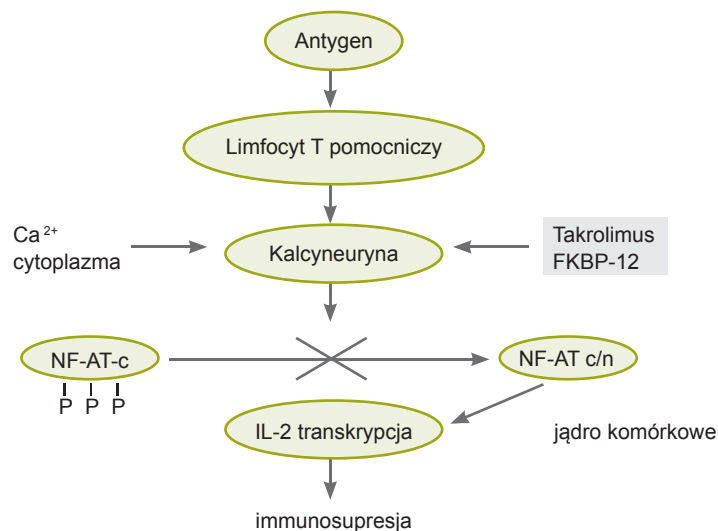 Antygen
Limfocyt T pomocniczy
Ca²⁺
cytoplazma
Kalcyneuryna
Takrolimus
FKBP-12
NF-AT-c
P P P
NF-AT c/n
IL-2 transkrypcja
jądro komórkowe
immunosupresja